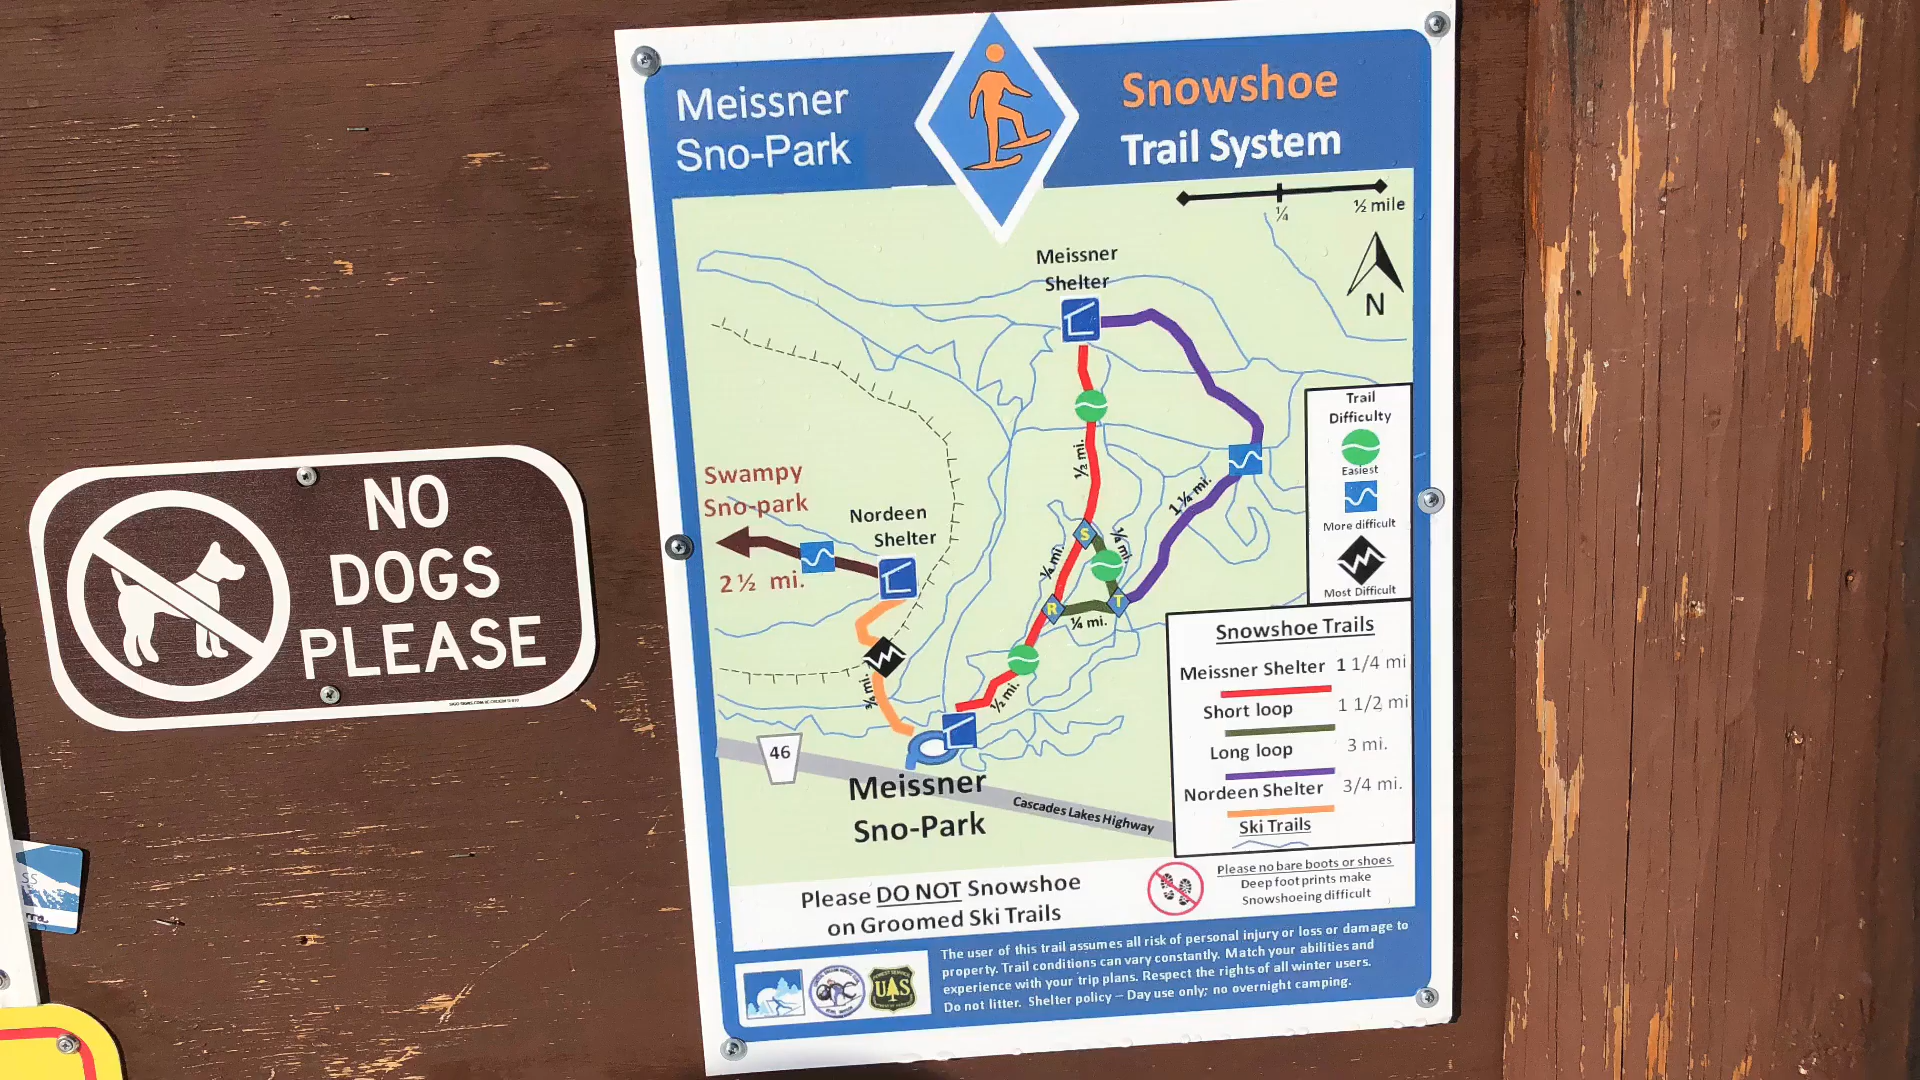 NO
DOGS
PLEASE
Meissner
Sno-Park
Snowshoe
Trail System
¼
½ mile
N
Meissner
Shelter
Trail
Difficulty
Easiest
More difficult
Most Difficult
½ mi.
1 ¼ mi.
Swampy
Sno-park
2 ½ mi.
Nordeen
Shelter
S
¼ mi.
¼ mi.
R
T
¼ mi.
½ mi.
¾ mi.
46
Meissner
Sno-Park
Cascades Lakes Highway
Snowshoe Trails
Meissner Shelter 1 1/4 mi
Short loop 1 1/2 mi
Long loop 3 mi.
Nordeen Shelter 3/4 mi.
Ski Trails
Please DO NOT Snowshoe
on Groomed Ski Trails
Please no bare boots or shoes
Deep foot prints make
Snowshoeing difficult
The user of this trail assumes all risk of personal injury or loss or damage to
property. Trail conditions can vary constantly. Match your abilities and
experience with your trip plans. Respect the rights of all winter users.
Do not litter. Shelter policy – Day use only; no overnight camping.
FOREST SERVICE
UAS